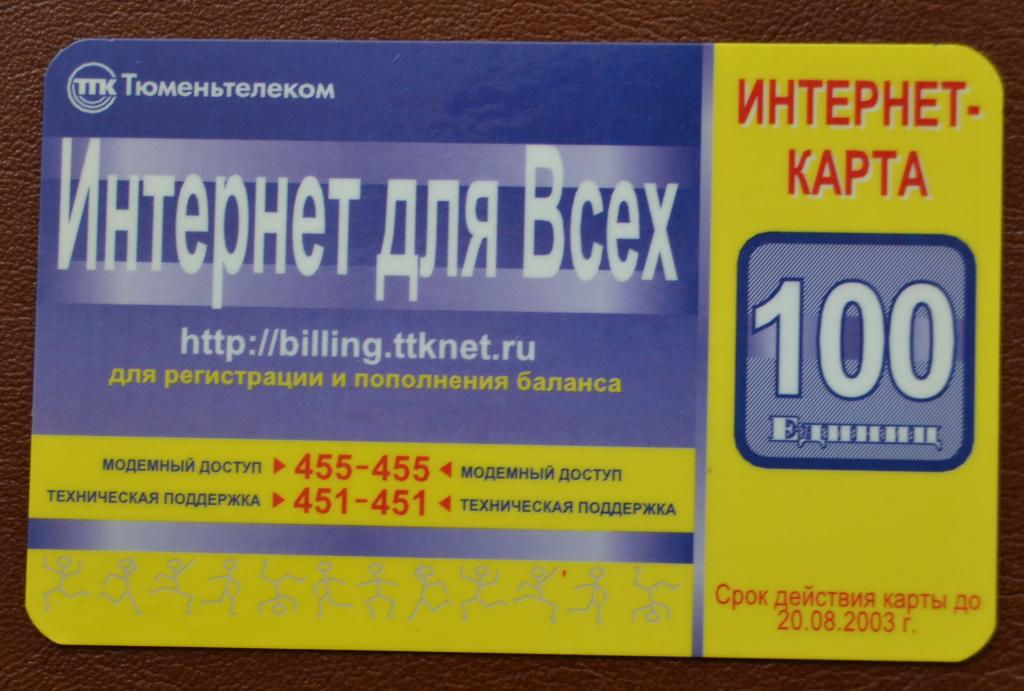 ТТК Тюменьтелеком
Интернет для Всех
http://billing.ttknet.ru
для регистрации и пополнения баланса
МОДЕМНЫЙ ДОСТУП 455-455 МОДЕМНЫЙ ДОСТУП
ТЕХНИЧЕСКАЯ ПОДДЕРЖКА 451-451 ТЕХНИЧЕСКАЯ ПОДДЕРЖКА
ИНТЕРНЕТ-
КАРТА
100
Единиц
Срок действия карты до
20.08.2003 г.